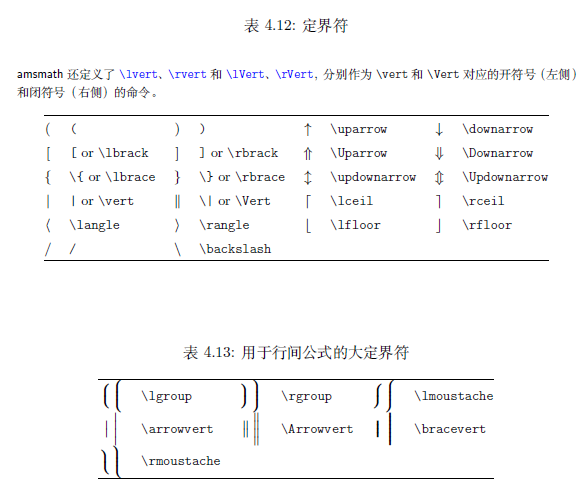 表 4.12: 定界符
amsmath 还定义了 \lvert、\rvert 和 \lVert、\rVert, 分别作为 \vert 和 \Vert 对应的开符号 (左侧)
和闭符号 (右侧) 的命令。
( ( ) ) ↑ \uparrow ↓ \downarrow
[ [ or \lbrack ] ] or \rbrack ⇑ \Uparrow ⇓ \Downarrow
{ \{ or \lbrace } \} or \rbrace ↕ \updownarrow ⇕ \Updownarrow
| | or \vert ‖ \| or \Vert ⌈ \lceil ⌉ \rceil
⟨ \langle ⟩ \rangle ⌊ \lfloor ⌋ \rfloor
/ / \ \backslash
表 4.13: 用于行间公式的大定界符
⎧⎩ \lgroup ⎫⎭ \rgroup ⎰ \lmoustache
| \arrowvert ‖ \Arrowvert | \bracevert
⎱ \rmoustache